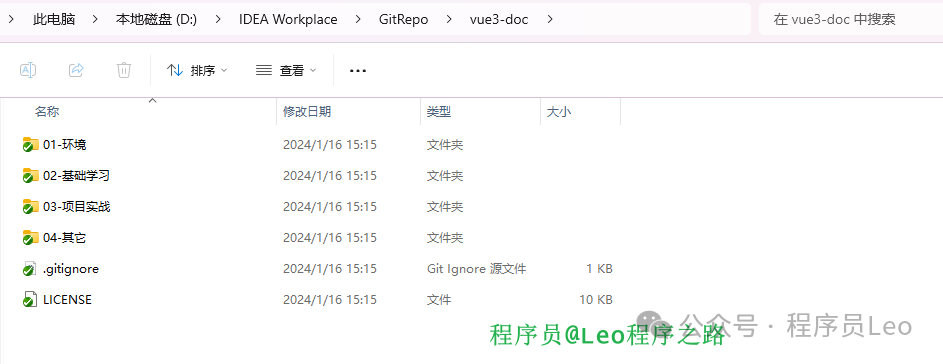 此电脑 本地磁盘 (D:) IDEA Workplace GitRepo vue3-doc 在 vue3-doc 中搜索
排序 查看
名称 修改日期 类型 大小
01-环境 2024/1/16 15:15 文件夹
02-基础学习 2024/1/16 15:15 文件夹
03-项目实战 2024/1/16 15:15 文件夹
04-其它 2024/1/16 15:15 文件夹
.gitignore 2024/1/16 15:15 Git Ignore 源文件 1 KB
LICENSE 2024/1/16 15:15 文件 10 KB
程序员@Leo程序之路
公众号 · 程序员Leo